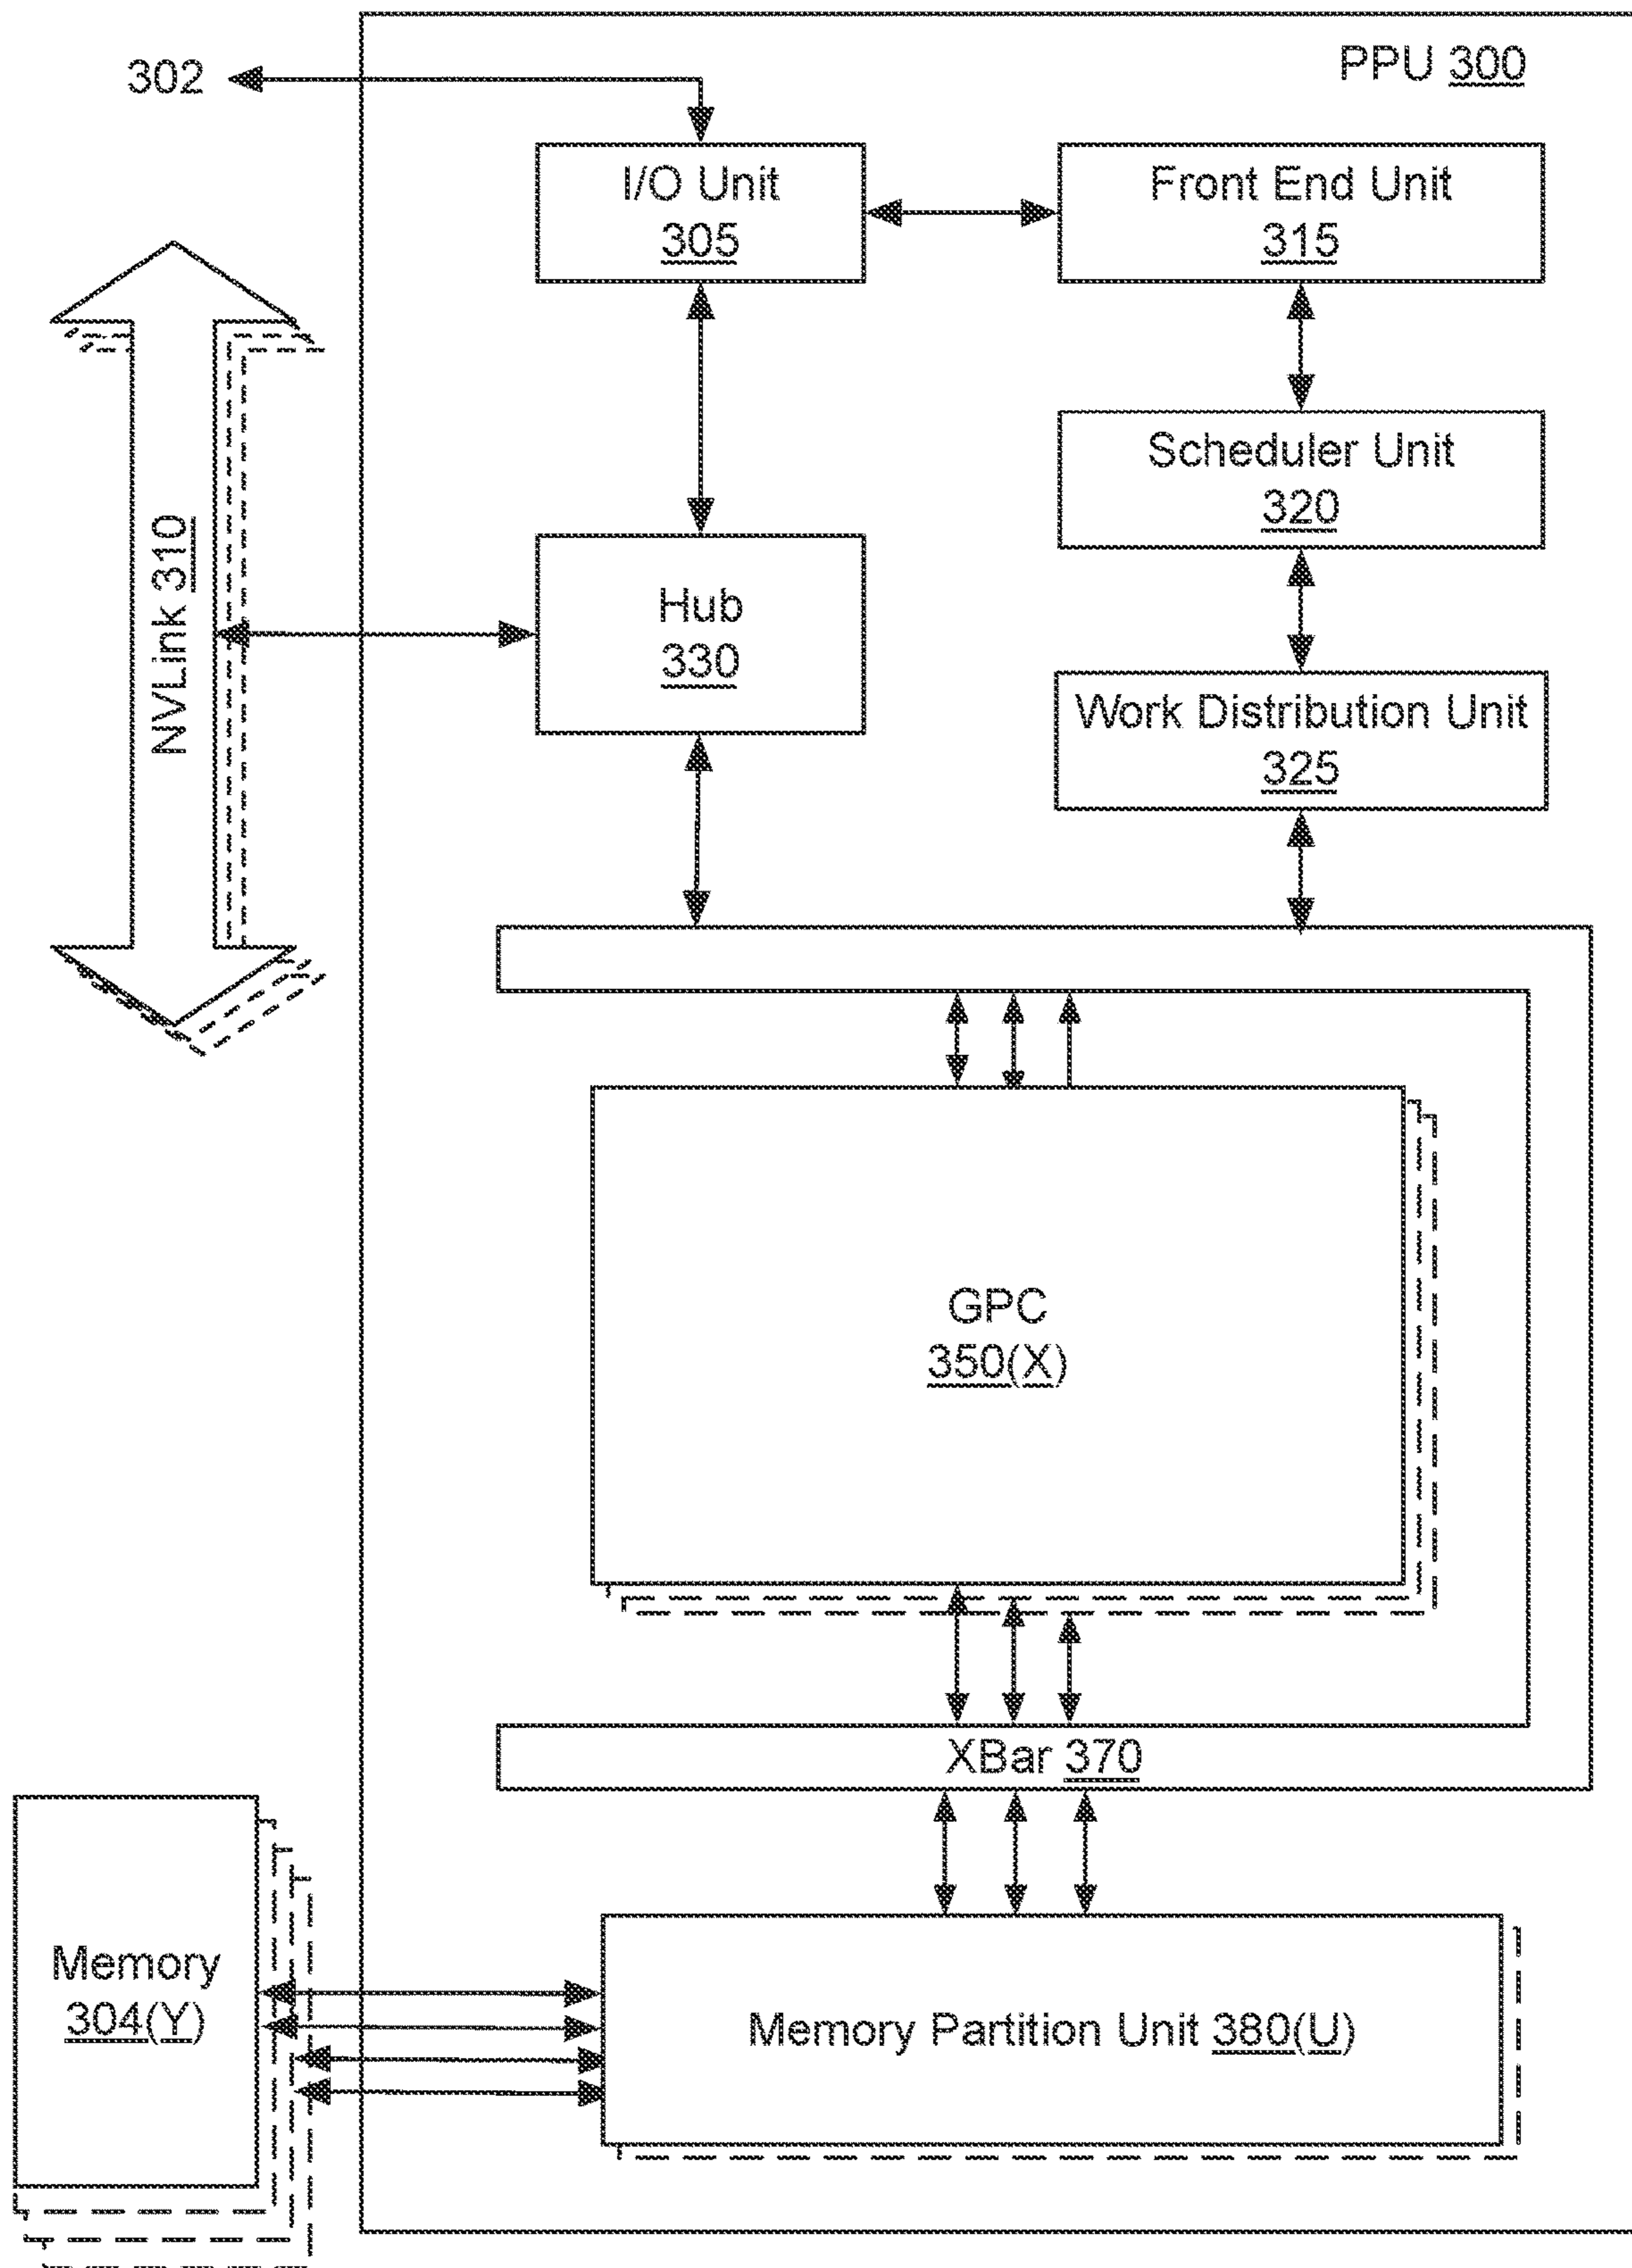 PPU 300
302
I/O Unit
305
Front End Unit
315
Scheduler Unit
320
NVLink 310
Hub
330
Work Distribution Unit
325
GPC
350(X)
XBar 370
Memory
304(Y)
Memory Partition Unit 380(U)